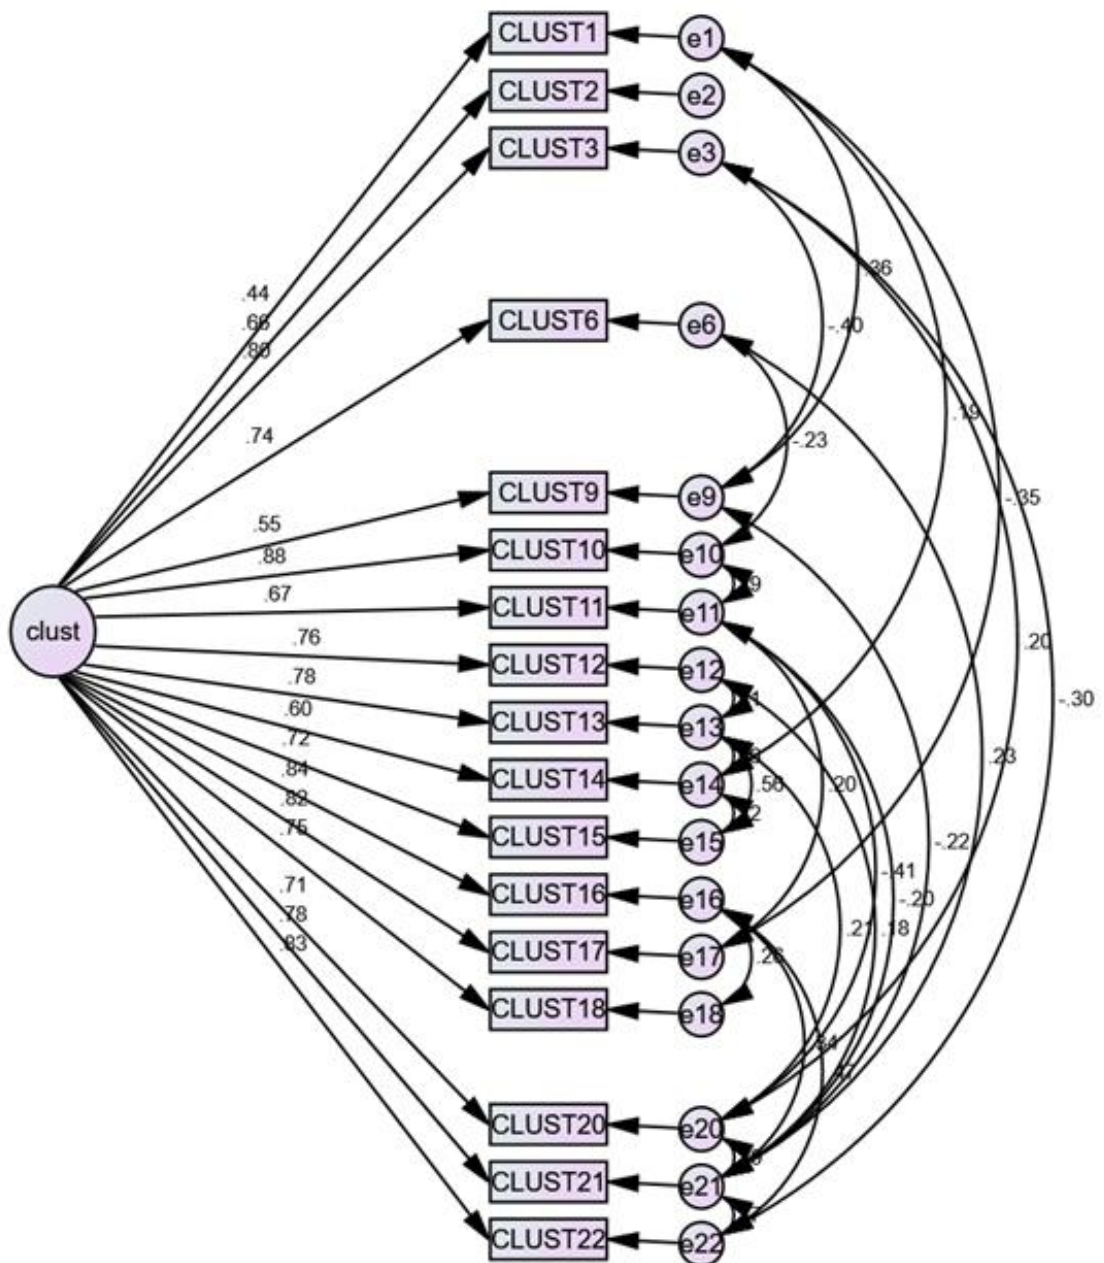 CLUST1 e1
CLUST2 e2
CLUST3 e3
.44
.36
.66
CLUST6 e6
-.40
.80
.19
.74
-.23
CLUST9 e9
-.35
.55
CLUST10 e10
.88
.67
CLUST11 e11
clust
.76
.20
CLUST12 e12
.78
-.30
.60
CLUST13 e13
.72
.23
.84
CLUST14 e14
.56
.20
.82
.75
CLUST15 e15
-.22
-.41
.71
CLUST16 e16
-.20
.78
.21
.18
.83
CLUST17 e17
.26
CLUST18 e18
CLUST20 e20
CLUST21 e21
CLUST22 e22